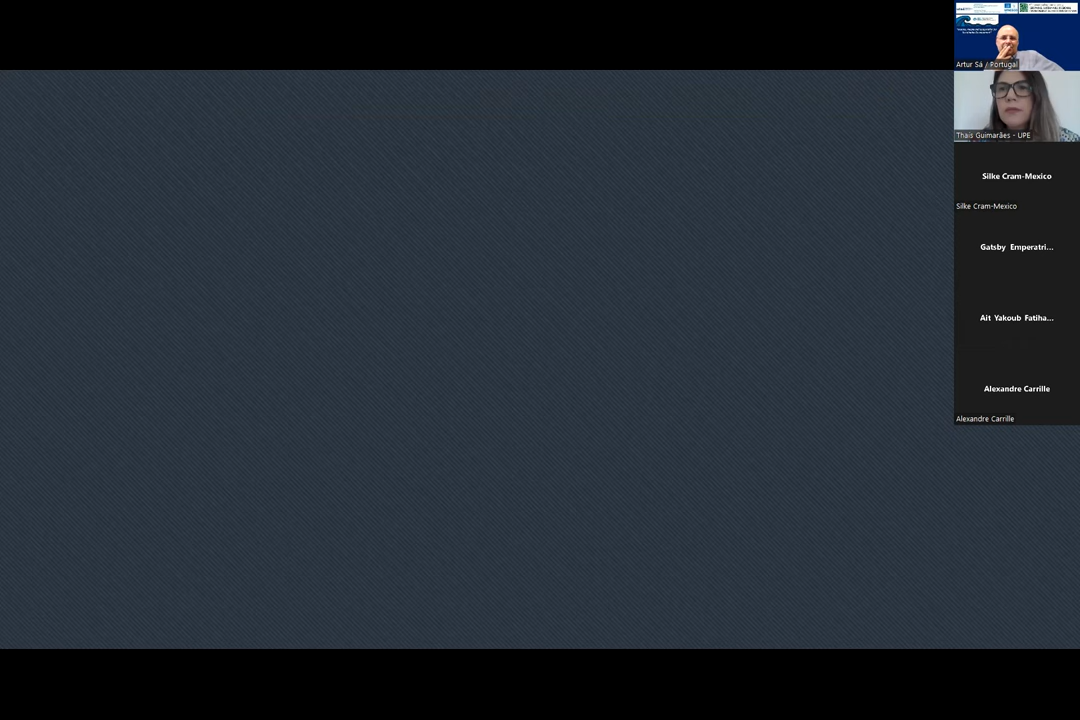 Artur Sá / Portugal
Thaís Guimarães - UPE
Silke Cram-Mexico
Silke Cram-Mexico
Gatsby Emperatri...
Ait Yakoub Fatiha...
Alexandre Carrille
Alexandre Carrille